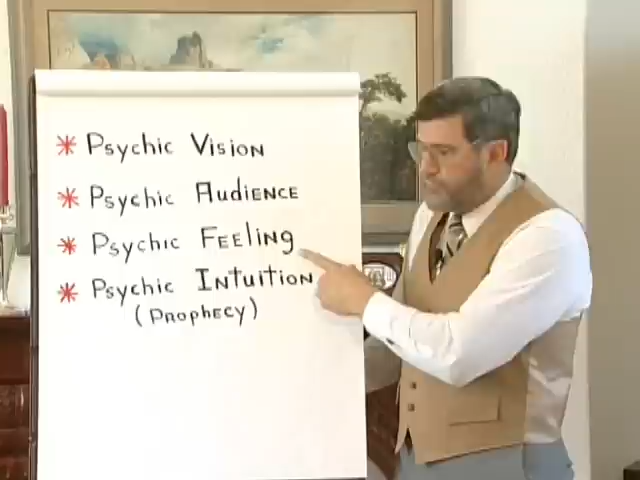 * Psychic Vision
* Psychic Audience
* Psychic Feeling
* Psychic Intuition
(Prophecy)